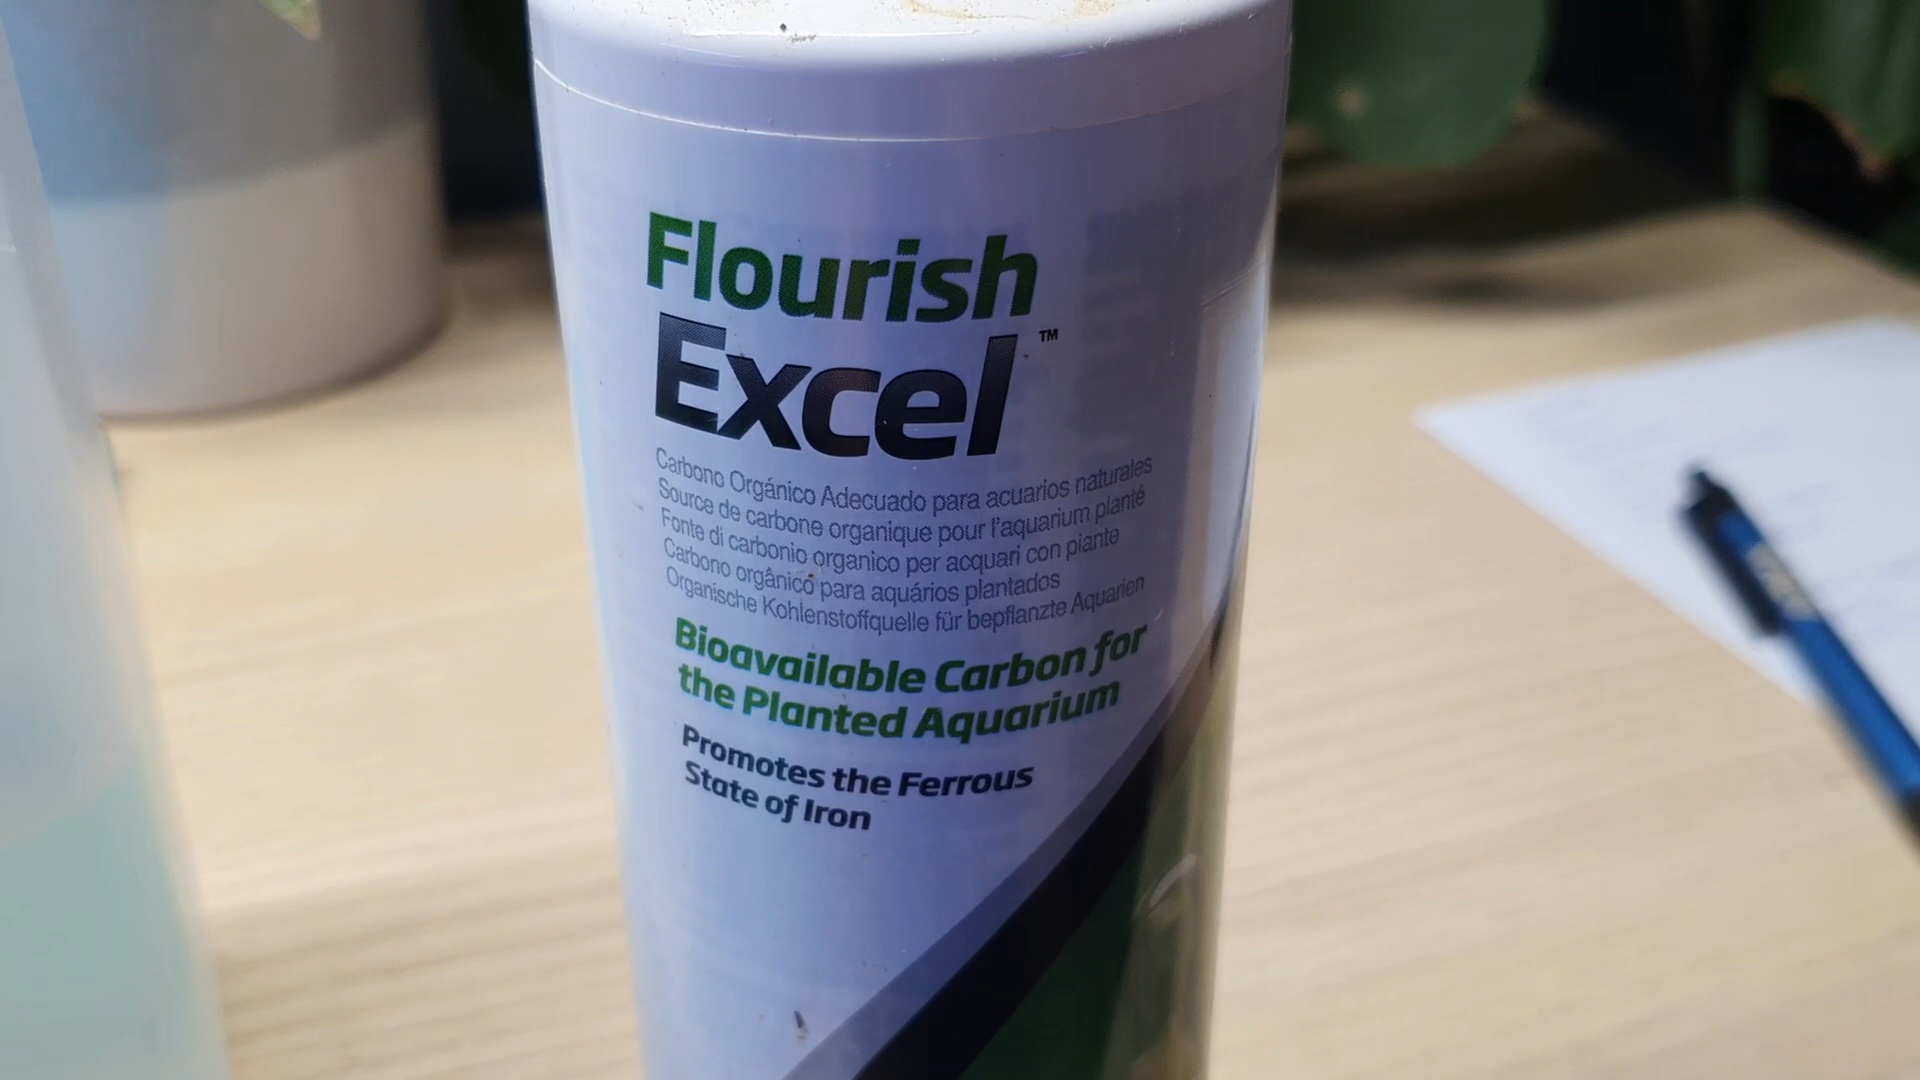 Flourish
Excel™
Carbono Orgánico Adecuado para acuarios naturales
Source de carbone organique pour l'aquarium planté
Fonte di carbonio organico per acquari con piante
Carbono orgânico para aquários plantados
Organische Kohlenstoffquelle für bepflanzte Aquarien
Bioavailable Carbon for
the Planted Aquarium
Promotes the Ferrous
State of Iron